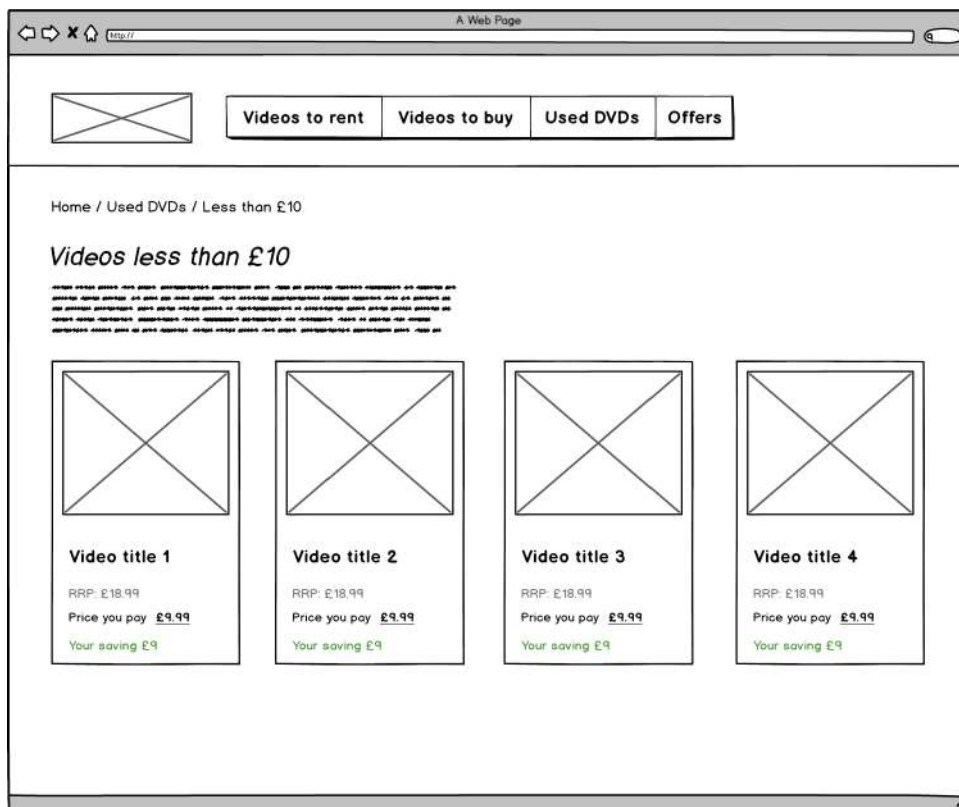 A Web Page
http://
Videos to rent Videos to buy Used DVDs Offers
Home / Used DVDs / Less than £10
Videos less than £10
Video title 1
RRP: £18.99
Price you pay £9.99
Your saving £9
Video title 2
RRP: £18.99
Price you pay £9.99
Your saving £9
Video title 3
RRP: £18.99
Price you pay £9.99
Your saving £9
Video title 4
RRP: £18.99
Price you pay £9.99
Your saving £9